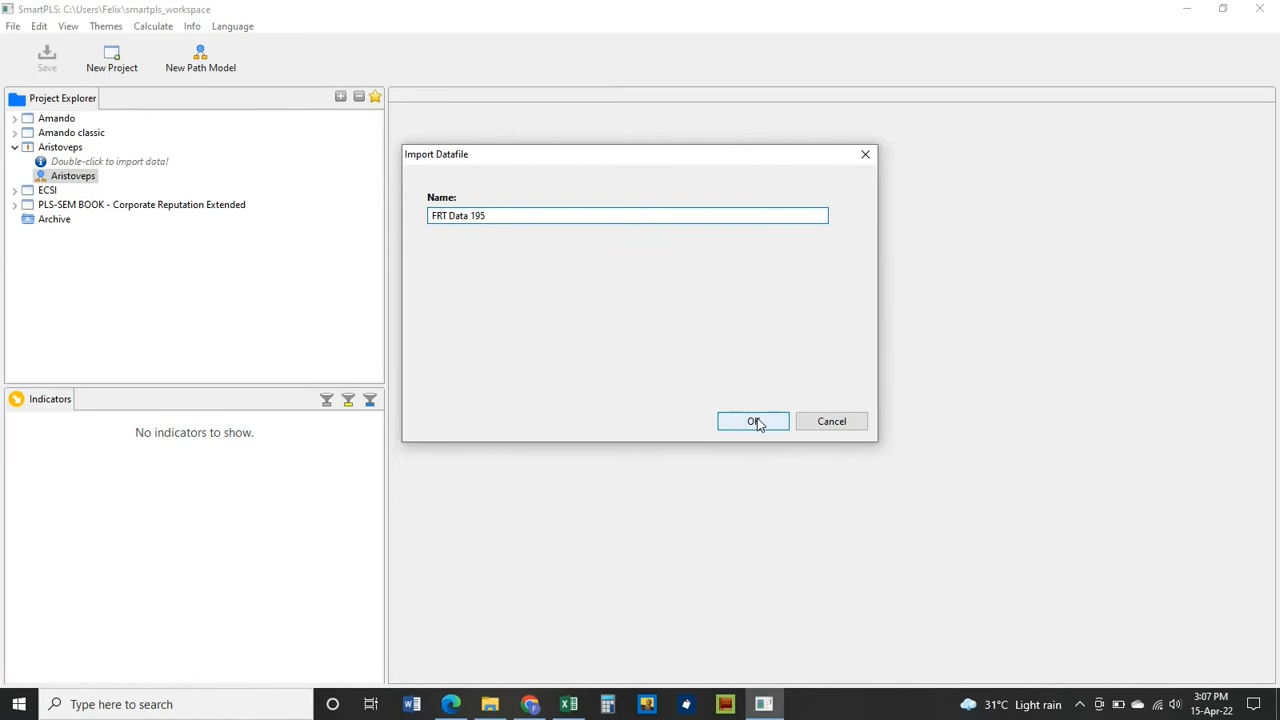 SmartPLS: C:\Users\Felix\smartpls_workspace
File Edit View Themes Calculate Info Language
Save New Project New Path Model
Project Explorer
Amando
Amando classic
Aristoveps
Double-click to import data!
Aristoveps
ECSI
PLS-SEM BOOK - Corporate Reputation Extended
Archive
Import Datafile
Name:
FRT Data 195
OK Cancel
Indicators
No indicators to show.
Type here to search
31°C Light rain
3:07 PM
15-Apr-22